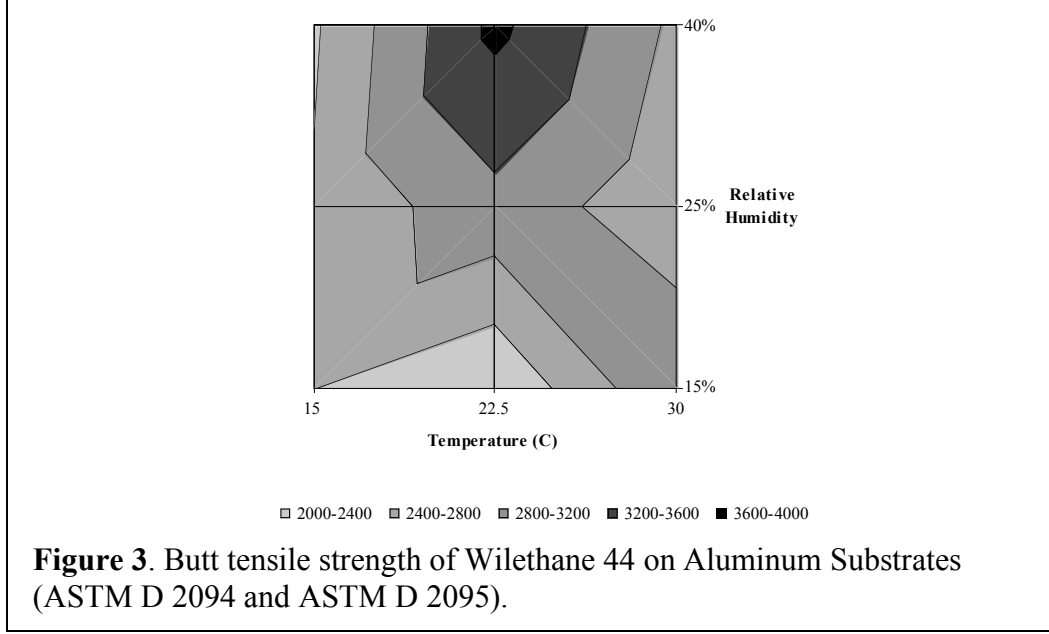 40%
Relative
25%
Humidity
15%
15 22.5 30
Temperature (C)
2000-2400 2400-2800 2800-3200 3200-3600 3600-4000
Figure 3. Butt tensile strength of Wilethane 44 on Aluminum Substrates
(ASTM D 2094 and ASTM D 2095).